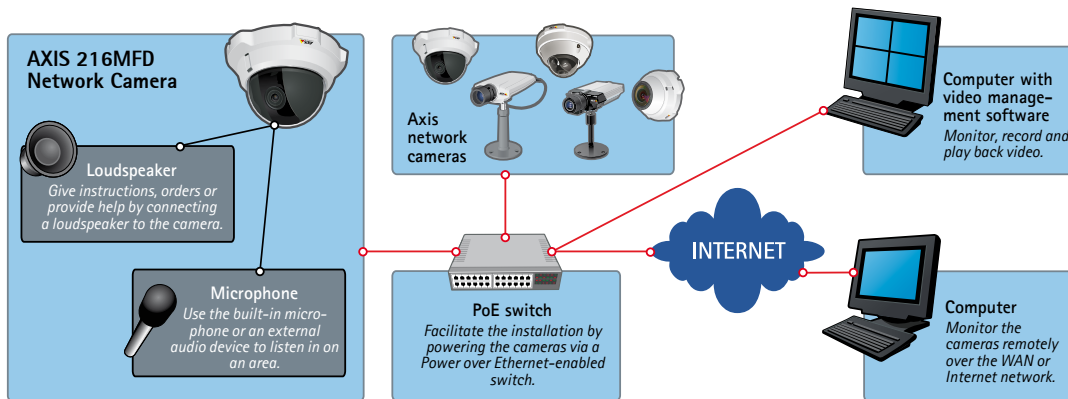 AXIS 216MFD
Network Camera
Loudspeaker
Give instructions, orders or
provide help by connecting
a loudspeaker to the camera.
Microphone
Use the built-in micro-
phone or an external
audio device to listen in on
an area.
Axis
network
cameras
PoE switch
Facilitate the installation by
powering the cameras via a
Power over Ethernet-enabled
switch.
INTERNET
Computer with
video manage-
ment software
Monitor, record and
play back video.
Computer
Monitor the
cameras remotely
over the WAN or
Internet network.